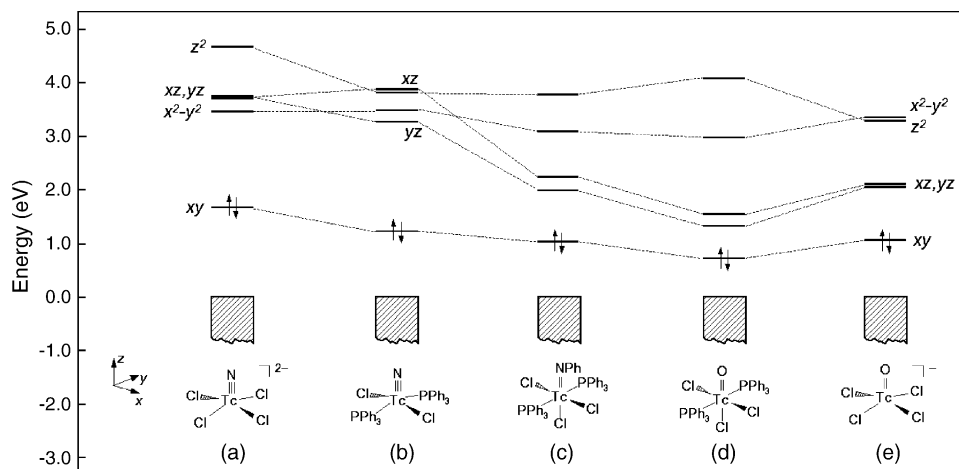 5.0
4.0
3.0
2.0
1.0
0.0
-1.0
-2.0
-3.0
Energy (eV)
z²
xz, yz
x²–y²
xy
xz
yz
x²–y²
z²
xz,yz
xy
z
y
x
N
2–
Cl
Tc
Cl
Cl
Cl
(a)
N
Cl
Tc
PPh₃
PPh₃
Cl
(b)
NPh
Cl
PPh₃
Tc
PPh₃
Cl
Cl
(c)
O
Cl
PPh₃
Tc
PPh₃
Cl
Cl
(d)
O
–
Cl
Tc
Cl
Cl
Cl
(e)